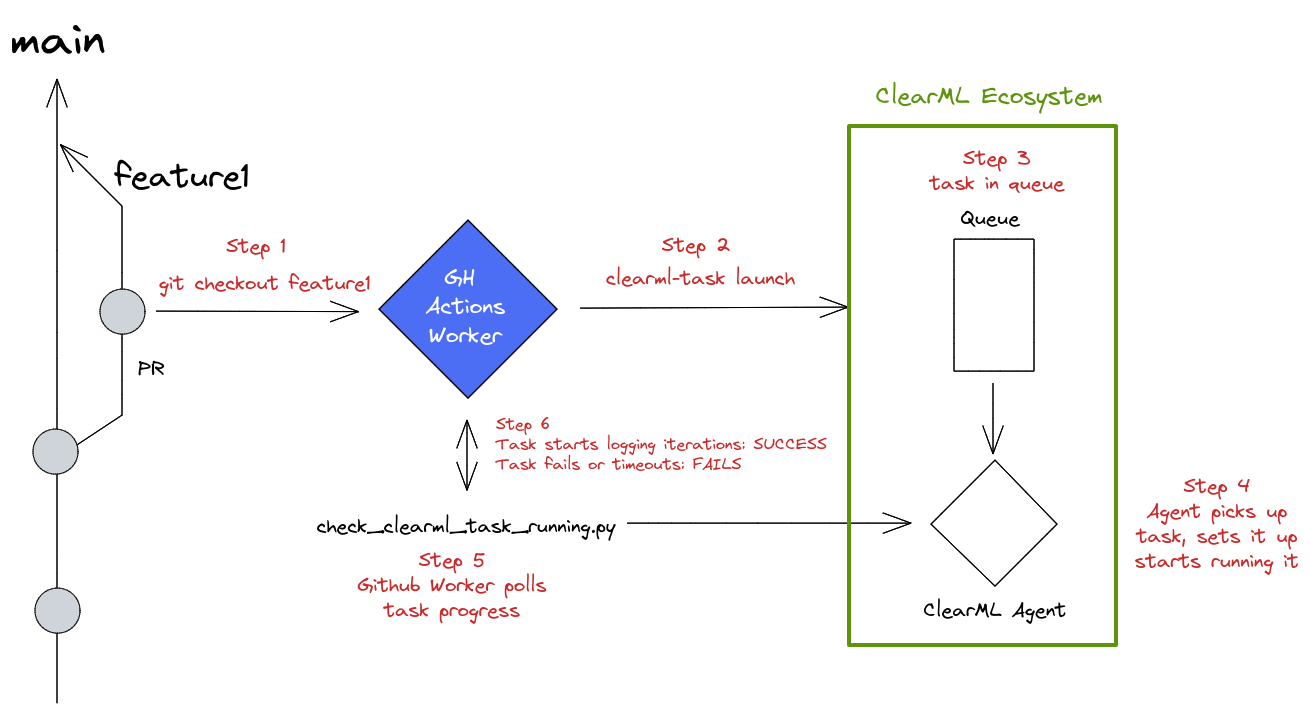 main
feature1
PR
Step 1
git checkout feature1
GH
Actions
Worker
Step 2
clearml-task launch
ClearML Ecosystem
Step 3
task in queue
Queue
Step 4
Agent picks up
task, sets it up
starts running it
ClearML Agent
check_clearml_task_running.py
Step 5
Github Worker polls
task progress
Step 6
Task starts logging iterations: SUCCESS
Task fails or timeouts: FAILS